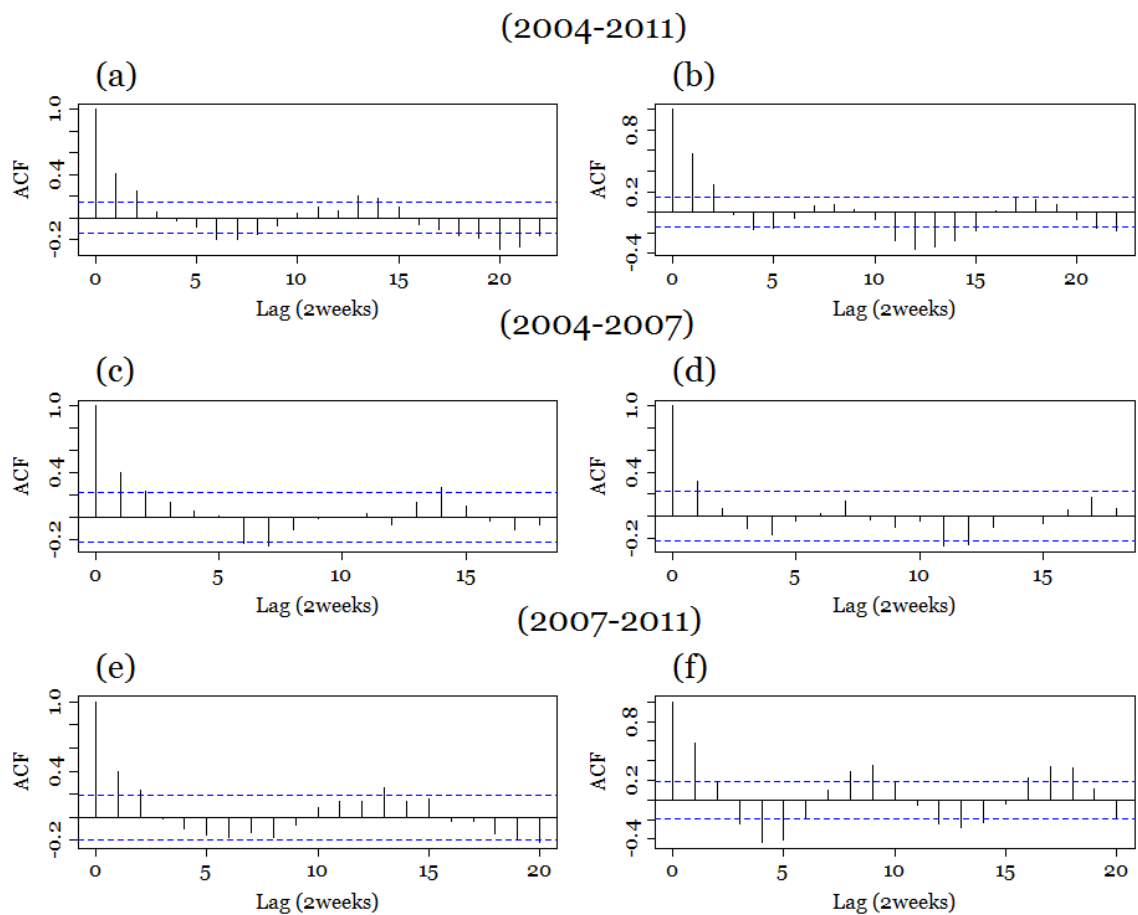 (2004-2011)
(a)
(b)
ACF
1.0
0.4
-0.2
0 5 10 15 20
Lag (2weeks)
ACF
0.8
0.2
-0.4
0 5 10 15 20
Lag (2weeks)
(2004-2007)
(c)
(d)
ACF
1.0
0.4
-0.2
0 5 10 15
Lag (2weeks)
ACF
1.0
0.4
-0.2
0 5 10 15
Lag (2weeks)
(2007-2011)
(e)
(f)
ACF
1.0
0.4
-0.2
0 5 10 15 20
Lag (2weeks)
ACF
0.8
0.2
-0.4
0 5 10 15 20
Lag (2weeks)